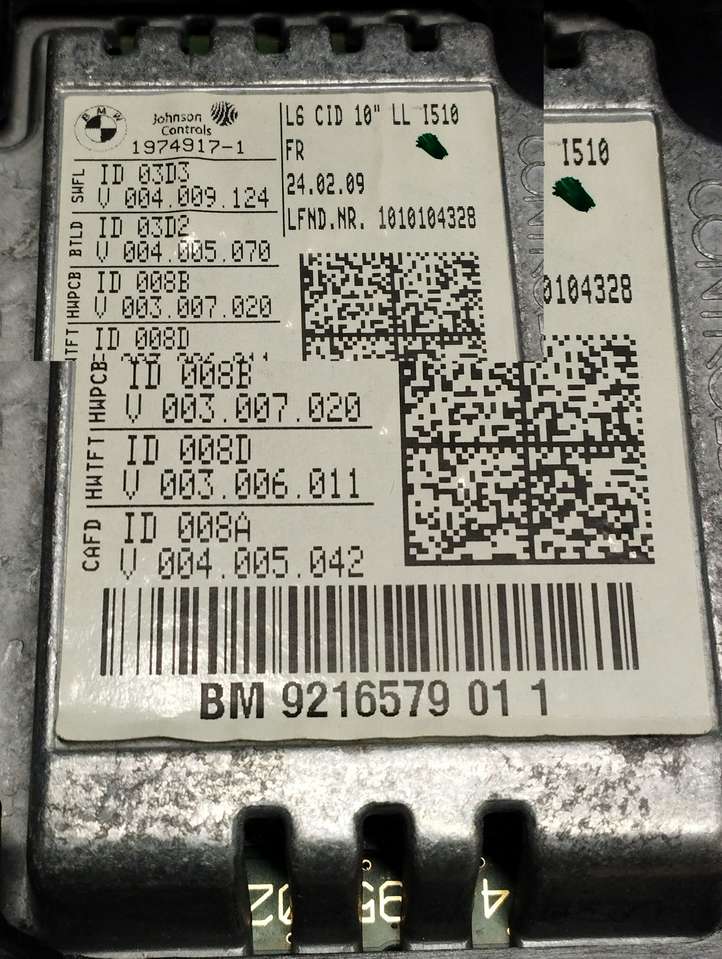 BMW
Johnson
Controls
1974917-1
L6 CID 10" LL I510
FR
24.02.09
LFND.NR. 1010104328
SWFL
ID 03D3
V 004.009.124
BTLD
ID 03D2
V 004.005.070
HWPCB
ID 008B
V 003.007.020
TFT
ID 008D
I510
0104328
HWPCB
ID 008B
V 003.007.020
HWTFT
ID 008D
V 003.006.011
CAFD
ID 008A
V 004.005.042
BM 9216579 01 1